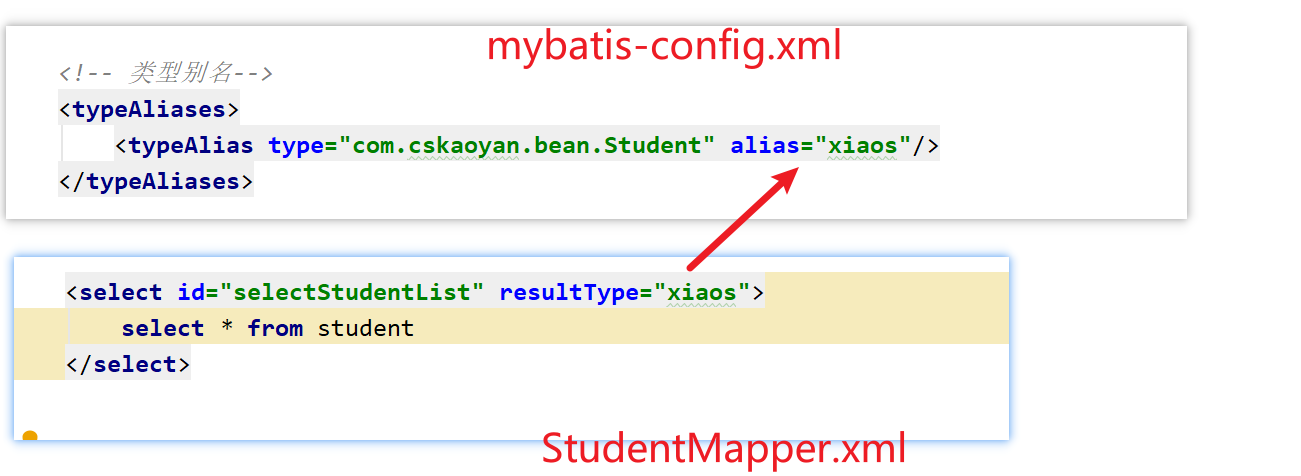 mybatis-config.xml
<!-- 类型别名-->
<typeAliases>
<typeAlias type="com.cskaoyan.bean.Student" alias="xiaos"/>
</typeAliases>
<select id="selectStudentList" resultType="xiaos">
select * from student
</select>
StudentMapper.xml